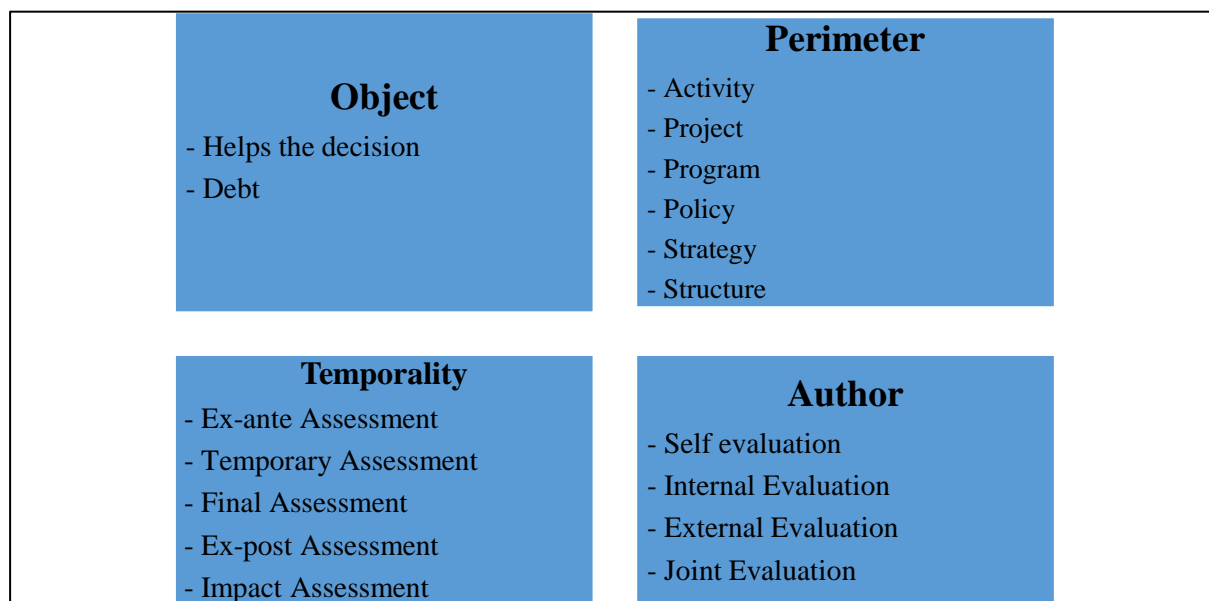 Object
- Helps the decision
- Debt
Perimeter
- Activity
- Project
- Program
- Policy
- Strategy
- Structure
Temporality
- Ex-ante Assessment
- Temporary Assessment
- Final Assessment
- Ex-post Assessment
- Impact Assessment
Author
- Self evaluation
- Internal Evaluation
- External Evaluation
- Joint Evaluation